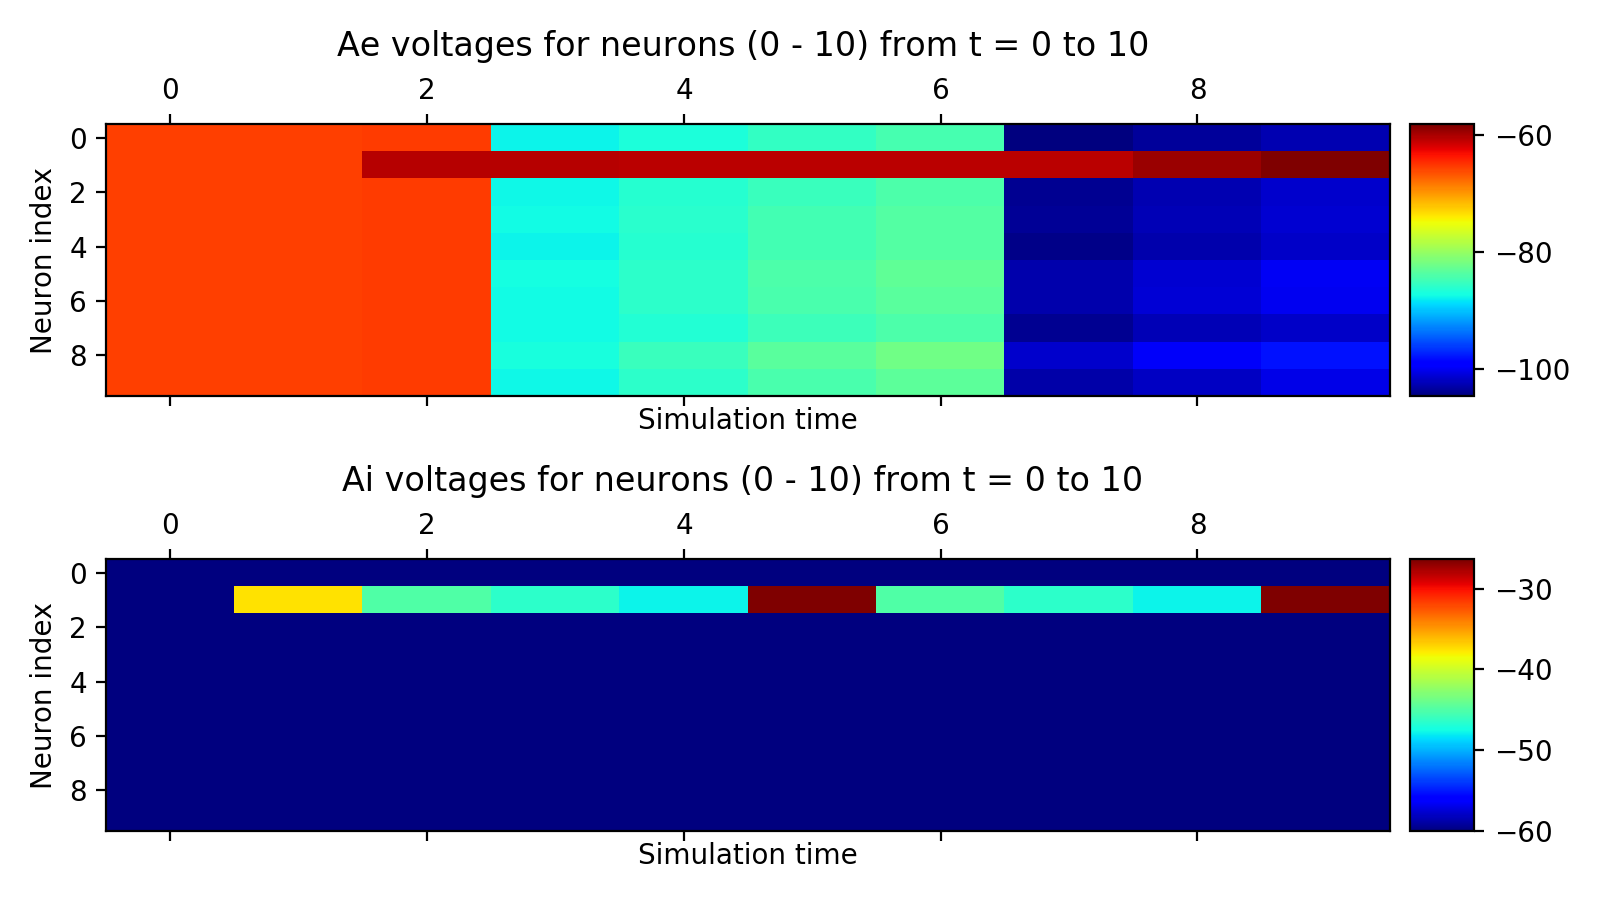 Ae voltages for neurons (0 - 10) from t = 0 to 10
0 2 4 6 8
Neuron index
0
2
4
6
8
−60
−80
−100
Simulation time
Ai voltages for neurons (0 - 10) from t = 0 to 10
0 2 4 6 8
Neuron index
0
2
4
6
8
−30
−40
−50
−60
Simulation time